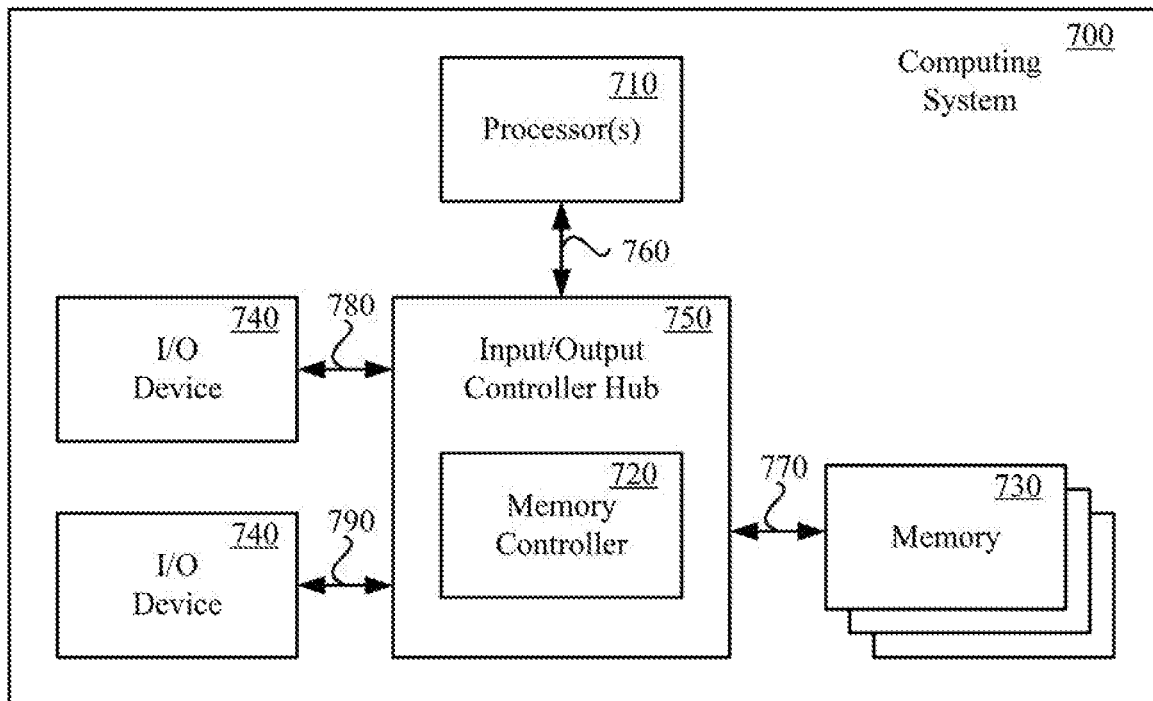 700
Computing
System
710
Processor(s)
760
740
I/O
Device
780
750
Input/Output
Controller Hub
720
Memory
Controller
770
730
Memory
740
I/O
Device
790